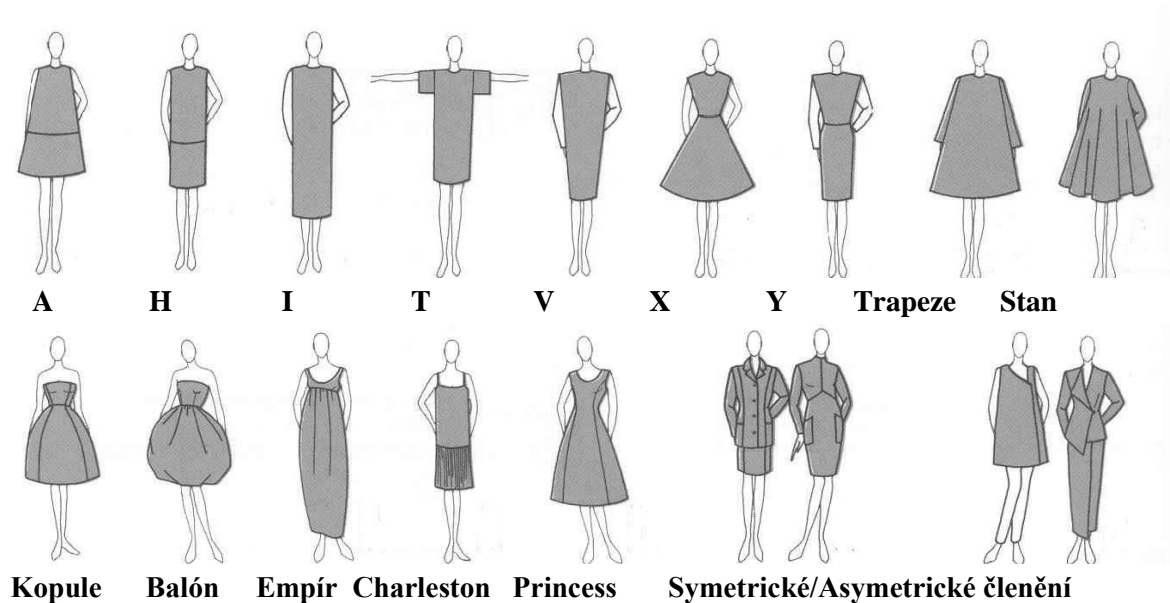 A H I T V X Y Trapeze Stan
Kopule Balón Empír Charleston Princess Symetrické/Asymetrické členění